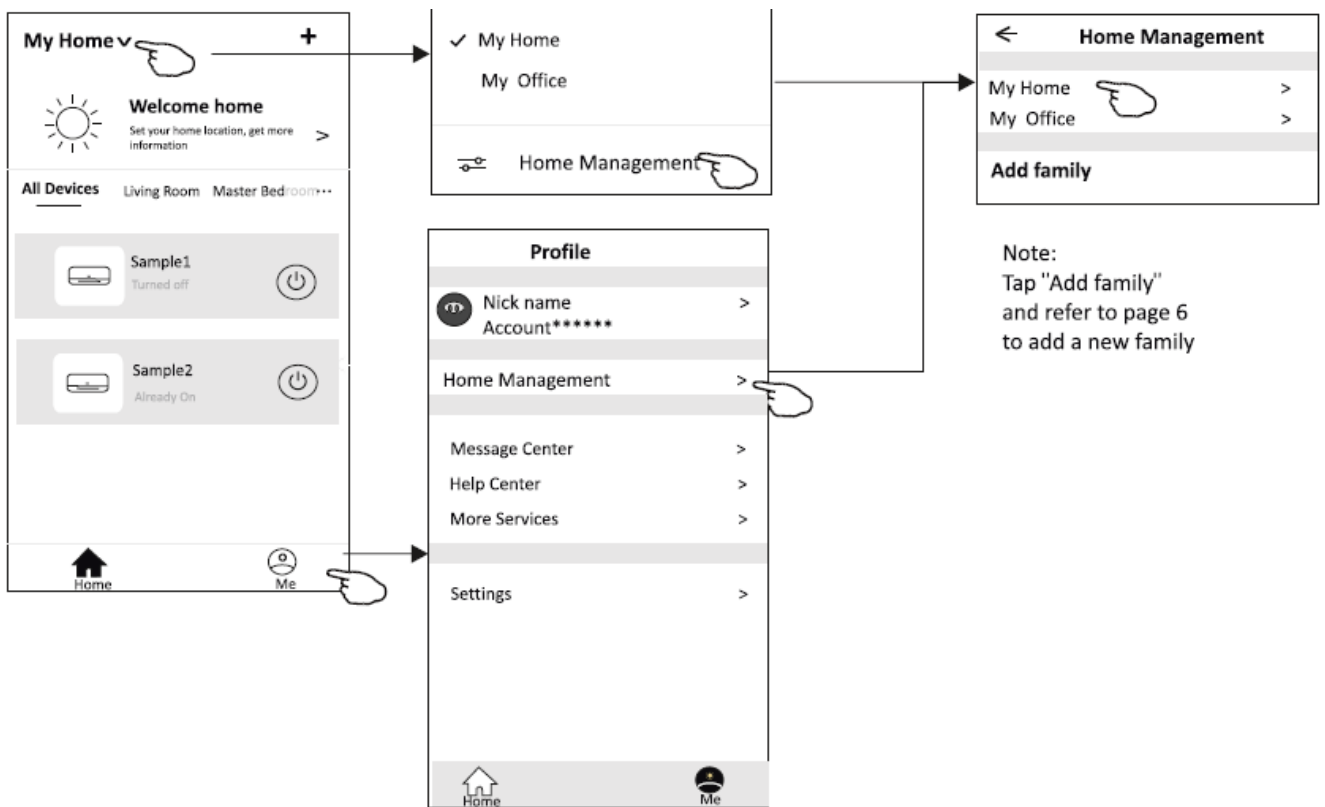 My Home
+
Welcome home
Set your home location, get more
information
>
All Devices Living Room Master Bedroom...
Sample1
Turned off
Sample2
Already On
Home
Me
✓ My Home
My Office
Home Management
Profile
Nick name >
Account******
Home Management >
Message Center >
Help Center >
More Services >
Settings >
Home
Me
← Home Management
My Home >
My Office >
Add family
Note:
Tap "Add family"
and refer to page 6
to add a new family